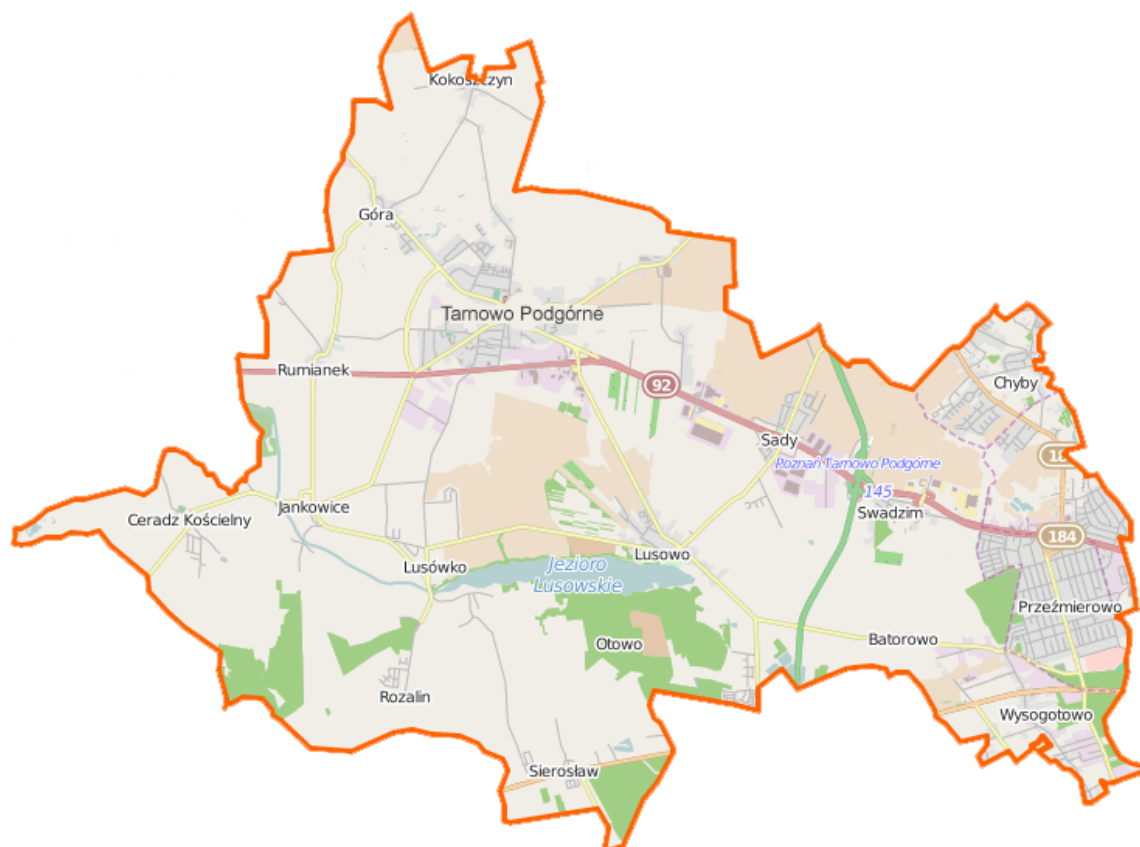 Kokoszczyn
Góra
Tarnowo Podgórne
Rumianek
92
Chyby
Sady
Poznań Tarnowo Podgórne
145
Swadzim
184
Ceradz Kościelny
Jankowice
Lusówko
Jezioro
Lusowskie
Lusowo
Przeźmierowo
Otowo
Batorowo
Rozalin
Wysogotowo
Sierosław